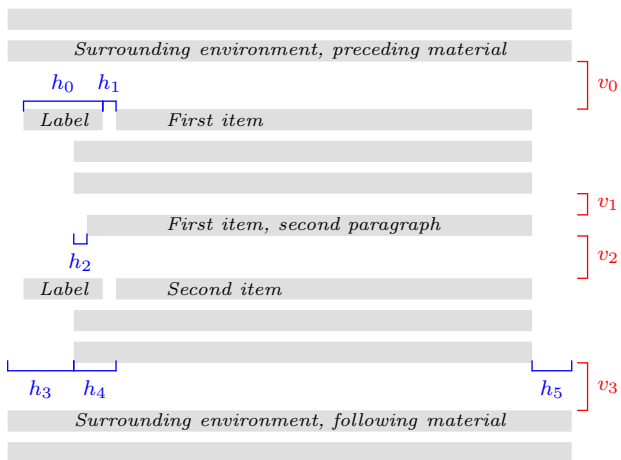 Surrounding environment, preceding material
h0 h1 v0
Label First item
v1
First item, second paragraph
h2 v2
Label Second item
h3 h4 h5 v3
Surrounding environment, following material